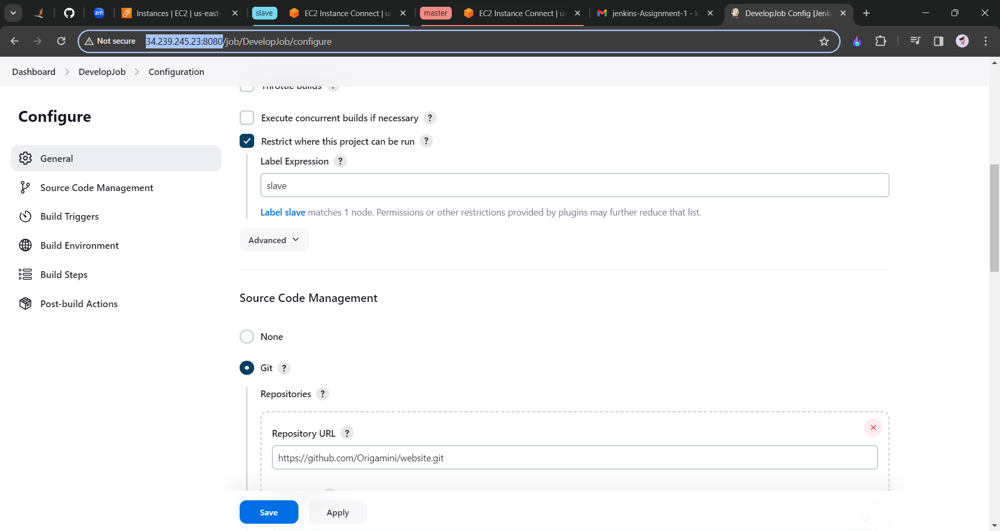 zm
Instances | EC2 | us-east-1
slave
EC2 Instance Connect | us
master
EC2 Instance Connect | us
jenkins-Assignment-1 - k
DevelopJob Config [Jenki
Not secure
34.239.245.23:8080/job/DevelopJob/configure
Dashboard
DevelopJob
Configuration
Throttle builds ?
Configure
Execute concurrent builds if necessary ?
Restrict where this project can be run ?
General
Label Expression ?
slave
Source Code Management
Label slave matches 1 node. Permissions or other restrictions provided by plugins may further reduce that list.
Build Triggers
Advanced
Build Environment
Build Steps
Source Code Management
Post-build Actions
None
Git ?
Repositories ?
Repository URL ?
https://github.com/Origamini/website.git
Save
Apply